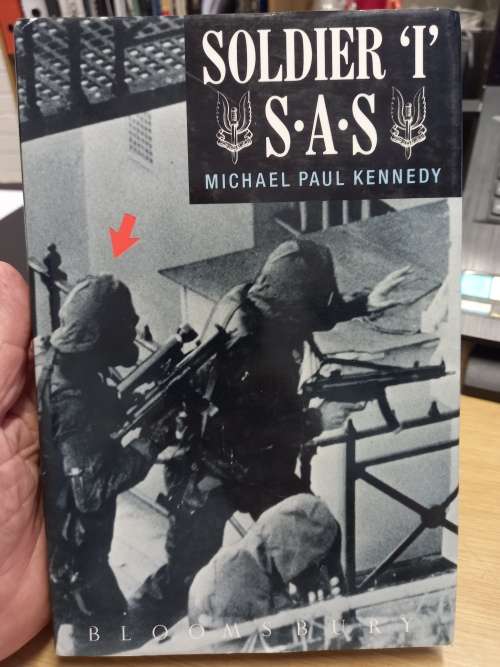 SOLDIER 'I'
S·A·S
MICHAEL PAUL KENNEDY
BLOOMSBURY